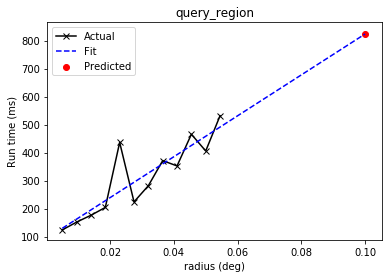 query_region
Actual
Fit
Predicted
Run time (ms)
800
700
600
500
400
300
200
100
0.02
0.04
0.06
0.08
0.10
radius (deg)